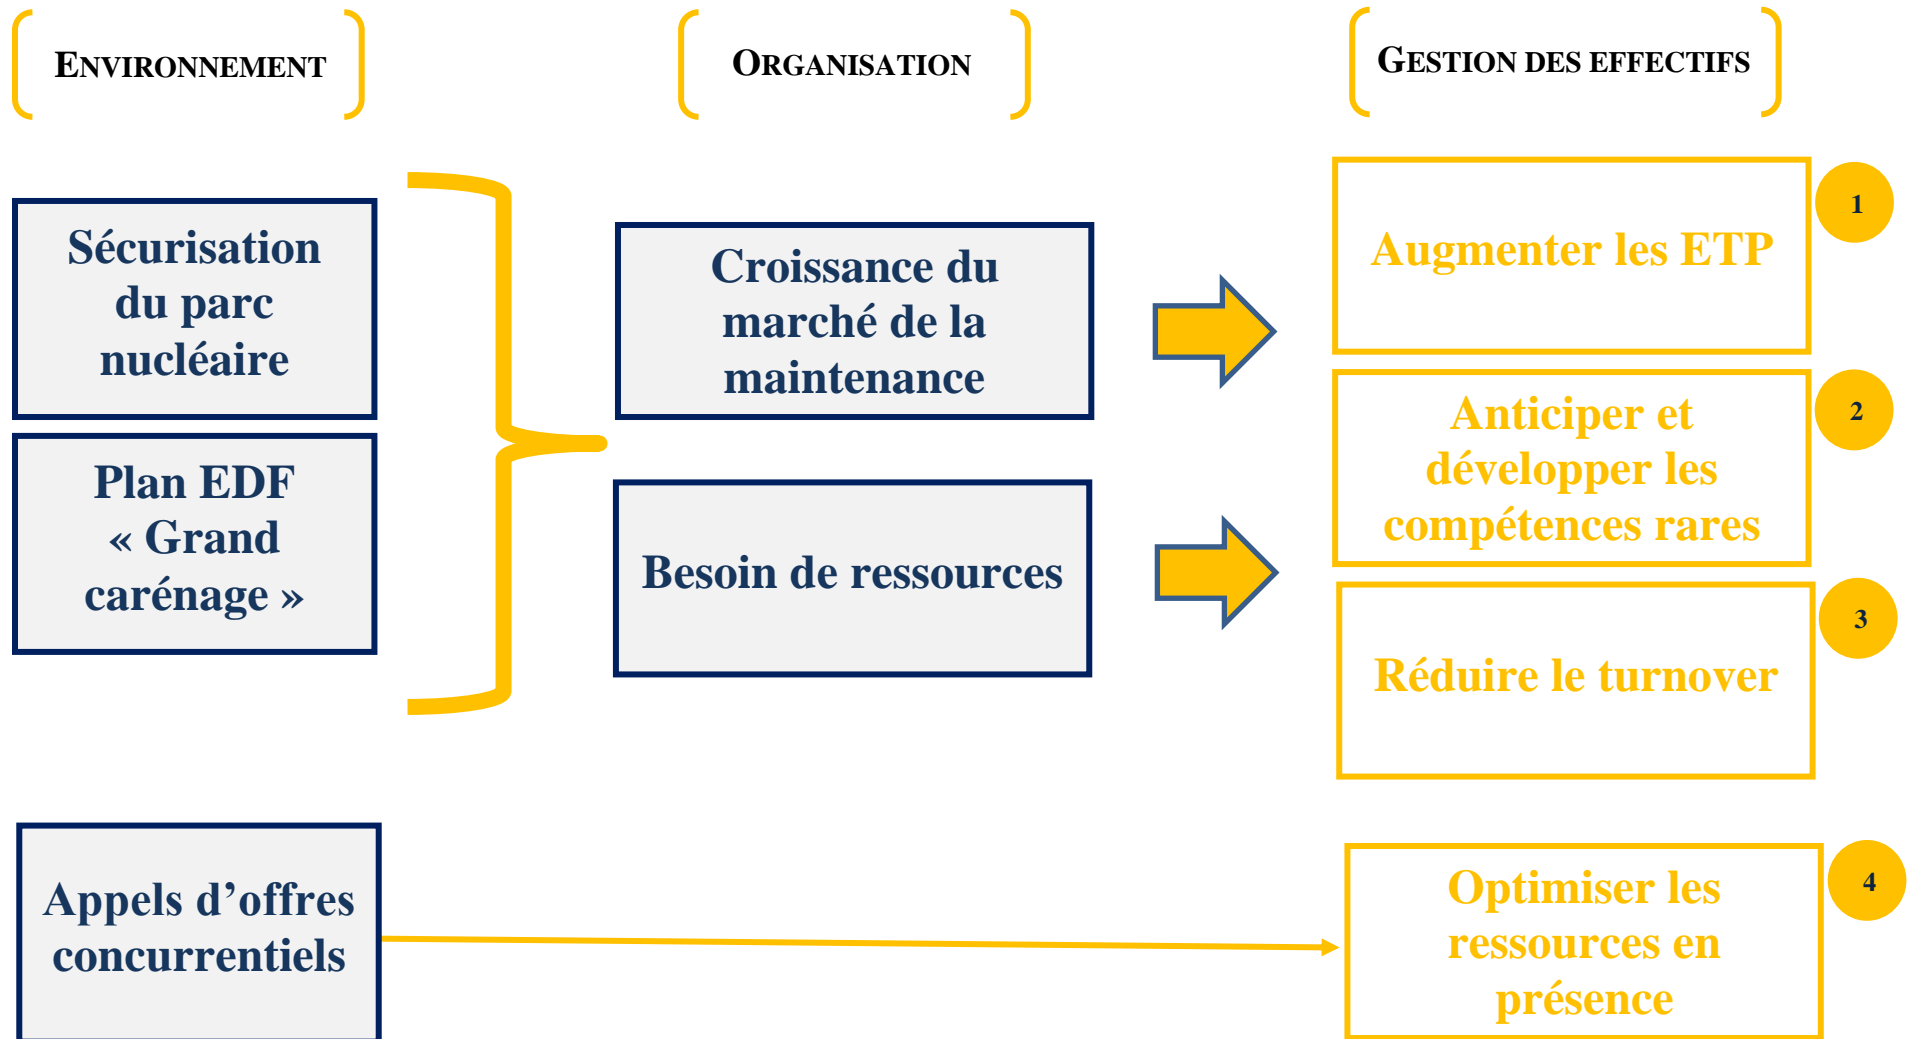 ENVIRONNEMENT
ORGANISATION
GESTION DES EFFECTIFS
Sécurisation
du parc
nucléaire
Plan EDF
« Grand
carénage »
Appels d’offres
concurrentiels
Croissance du
marché de la
maintenance
Besoin de ressources
Augmenter les ETP
1
Anticiper et
développer les
compétences rares
2
Réduire le turnover
3
Optimiser les
ressources en
présence
4